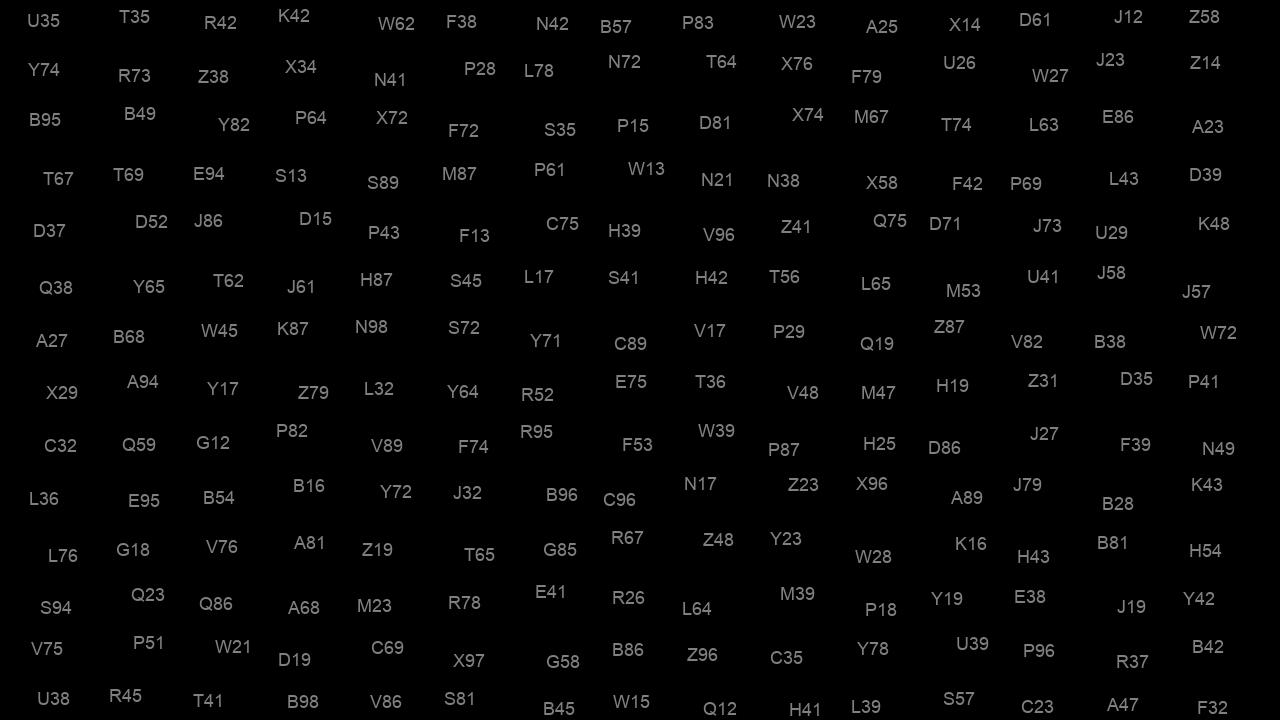 U35 T35 R42 K42 W62 F38 N42 B57 P83 W23 A25 X14 D61 J12 Z58
Y74 R73 Z38 X34 N41 P28 L78 N72 T64 X76 F79 U26 W27 J23 Z14
B95 B49 Y82 P64 X72 F72 S35 P15 D81 X74 M67 T74 L63 E86 A23
T67 T69 E94 S13 S89 M87 P61 W13 N21 N38 X58 F42 P69 L43 D39
D37 D52 J86 D15 P43 F13 C75 H39 V96 Z41 Q75 D71 J73 U29 K48
Q38 Y65 T62 J61 H87 S45 L17 S41 H42 T56 L65 M53 U41 J58 J57
A27 B68 W45 K87 N98 S72 Y71 C89 V17 P29 Q19 Z87 V82 B38 W72
X29 A94 Y17 Z79 L32 Y64 R52 E75 T36 V48 M47 H19 Z31 D35 P41
C32 Q59 G12 P82 V89 F74 R95 F53 W39 P87 H25 D86 J27 F39 N49
L36 E95 B54 B16 Y72 J32 B96 C96 N17 Z23 X96 A89 J79 B28 K43
L76 G18 V76 A81 Z19 T65 G85 R67 Z48 Y23 W28 K16 H43 B81 H54
S94 Q23 Q86 A68 M23 R78 E41 R26 L64 M39 P18 Y19 E38 J19 Y42
V75 P51 W21 D19 C69 X97 G58 B86 Z96 C35 Y78 U39 P96 R37 B42
U38 R45 T41 B98 V86 S81 B45 W15 Q12 H41 L39 S57 C23 A47 F32